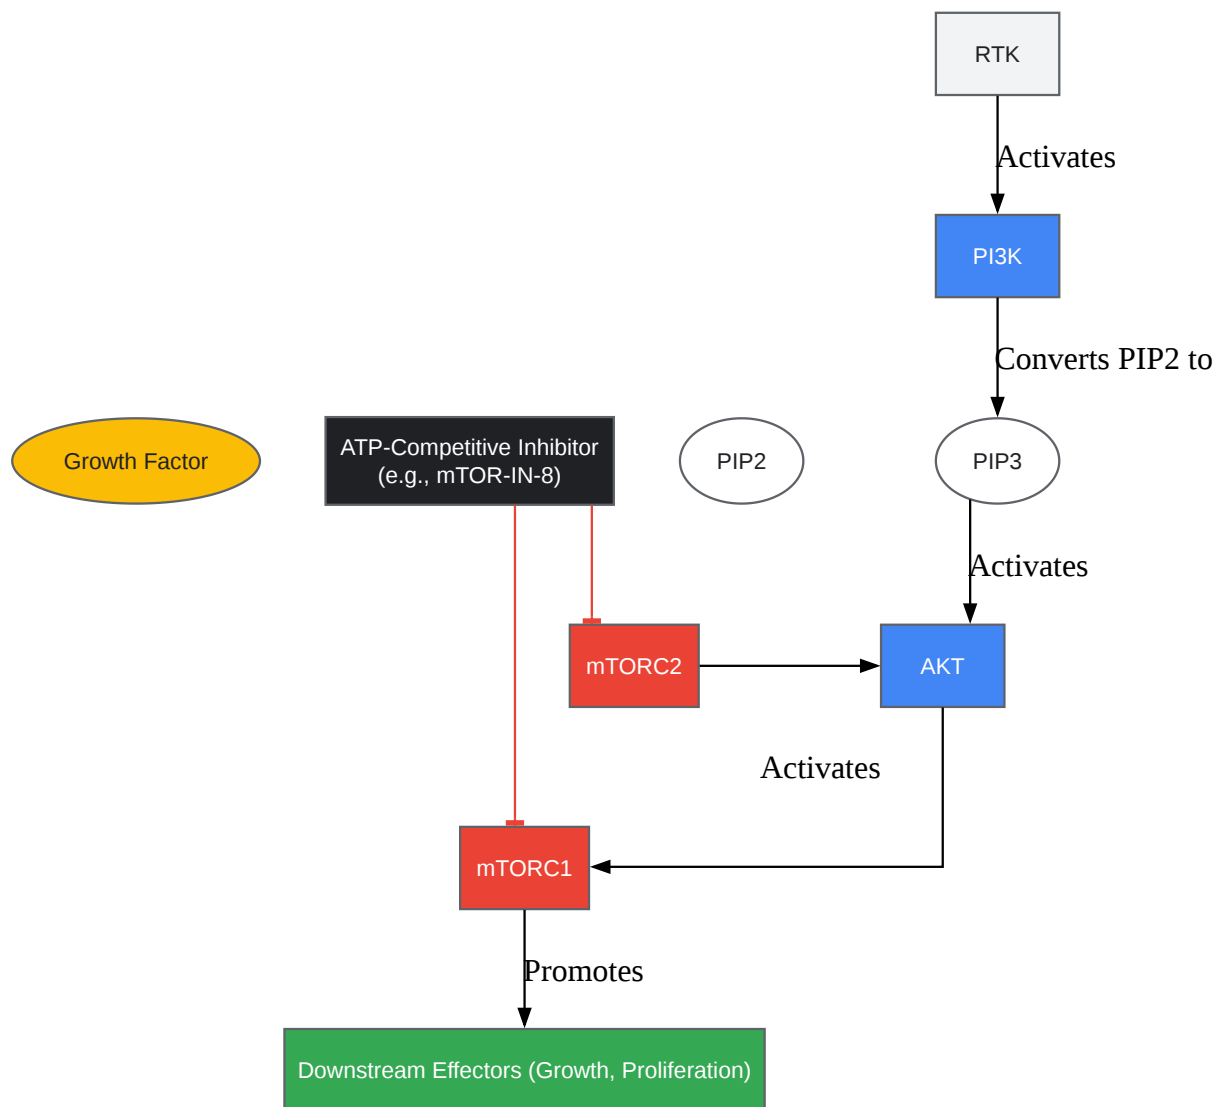 RTK
Activates
PI3K
Converts PIP2 to
Growth Factor
ATP-Competitive Inhibitor
(e.g., mTOR-IN-8)
PIP2
PIP3
Activates
mTORC2
AKT
Activates
mTORC1
Promotes
Downstream Effectors (Growth, Proliferation)